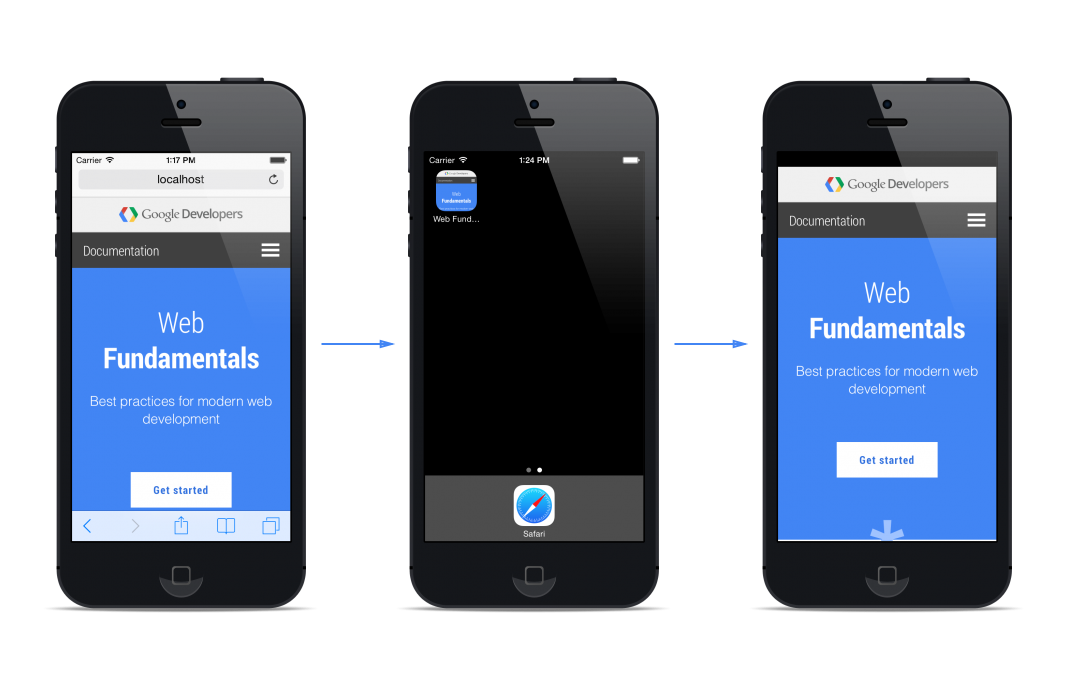 Carrier 1:17 PM
localhost
Google Developers
Documentation
Web
Fundamentals
Best practices for modern web
development
Get started
Carrier 1:24 PM
Web
Fundamentals
Web Fund...
Safari
Google Developers
Documentation
Web
Fundamentals
Best practices for modern web
development
Get started